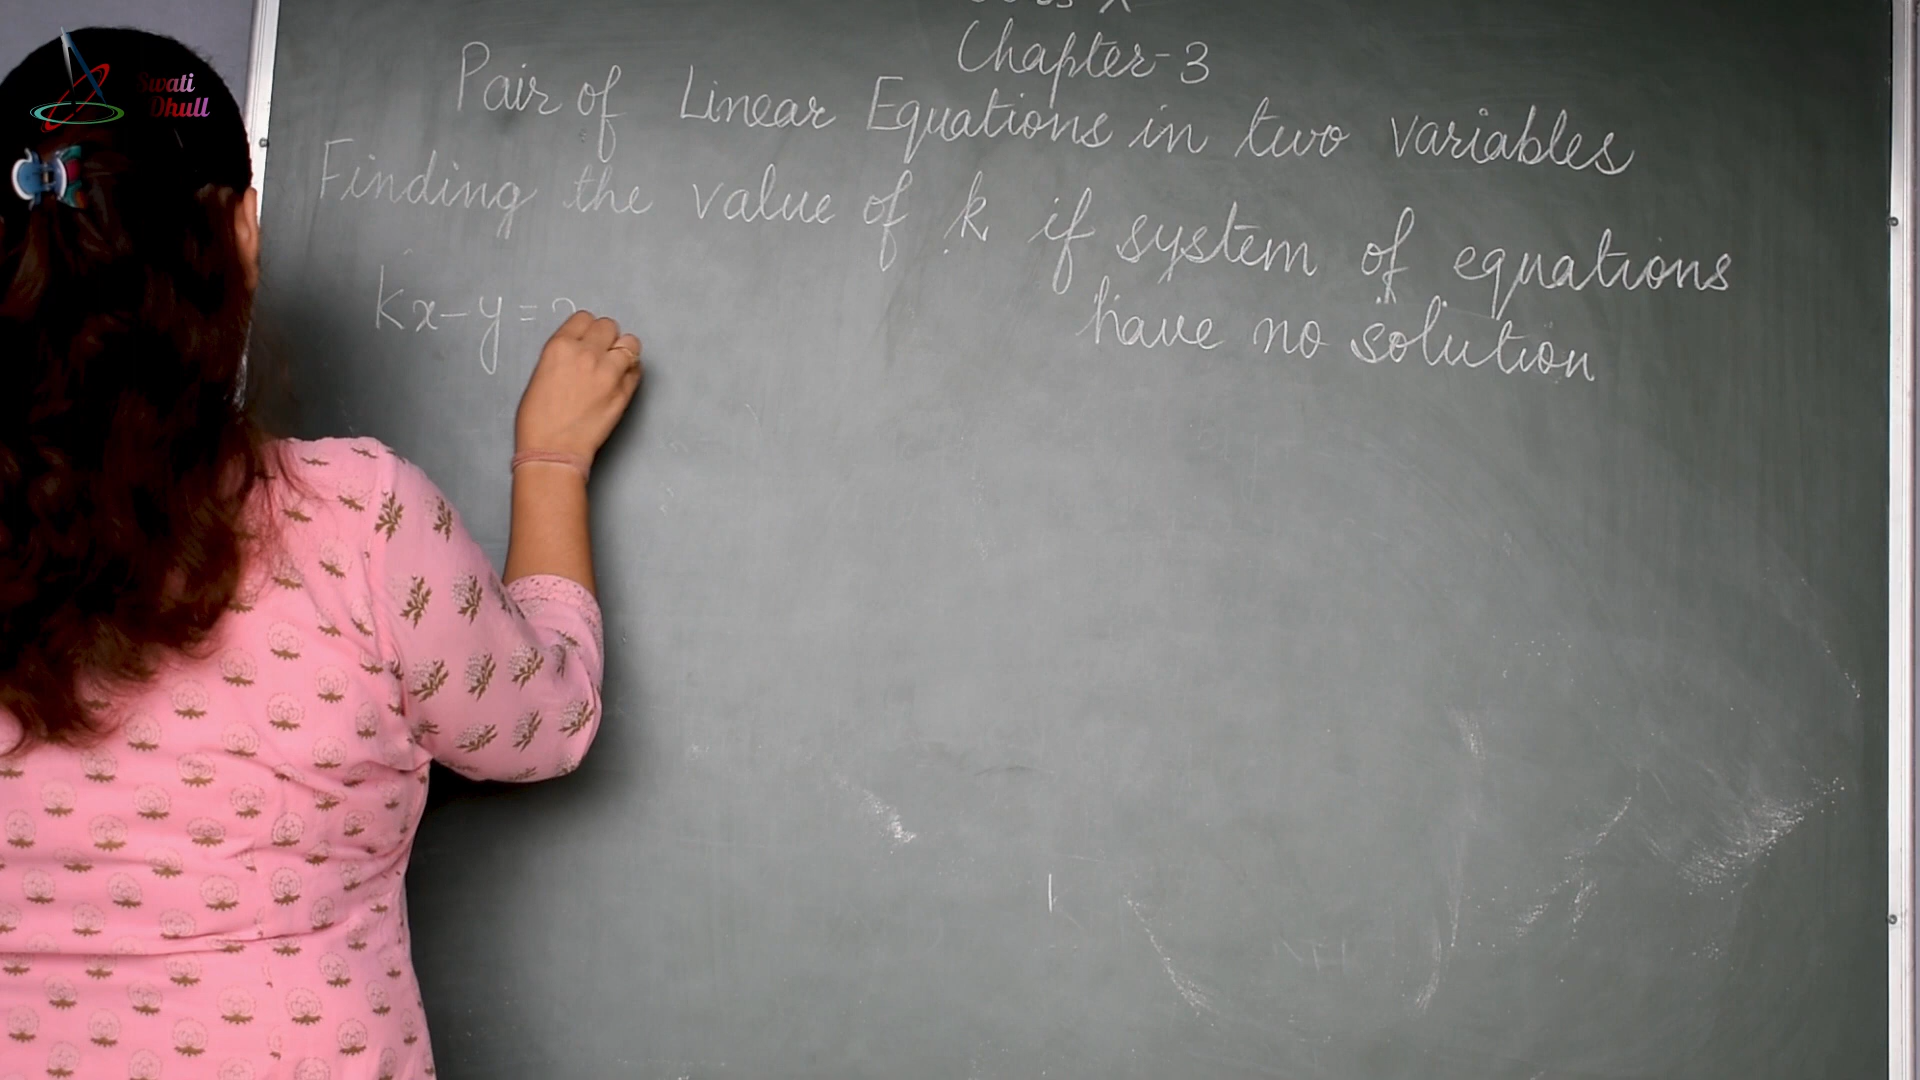 Swati
Dhull
Chapter-3
Pair of Linear Equations in two variables
Finding the value of k if system of equations
have no solution
kx-y=2